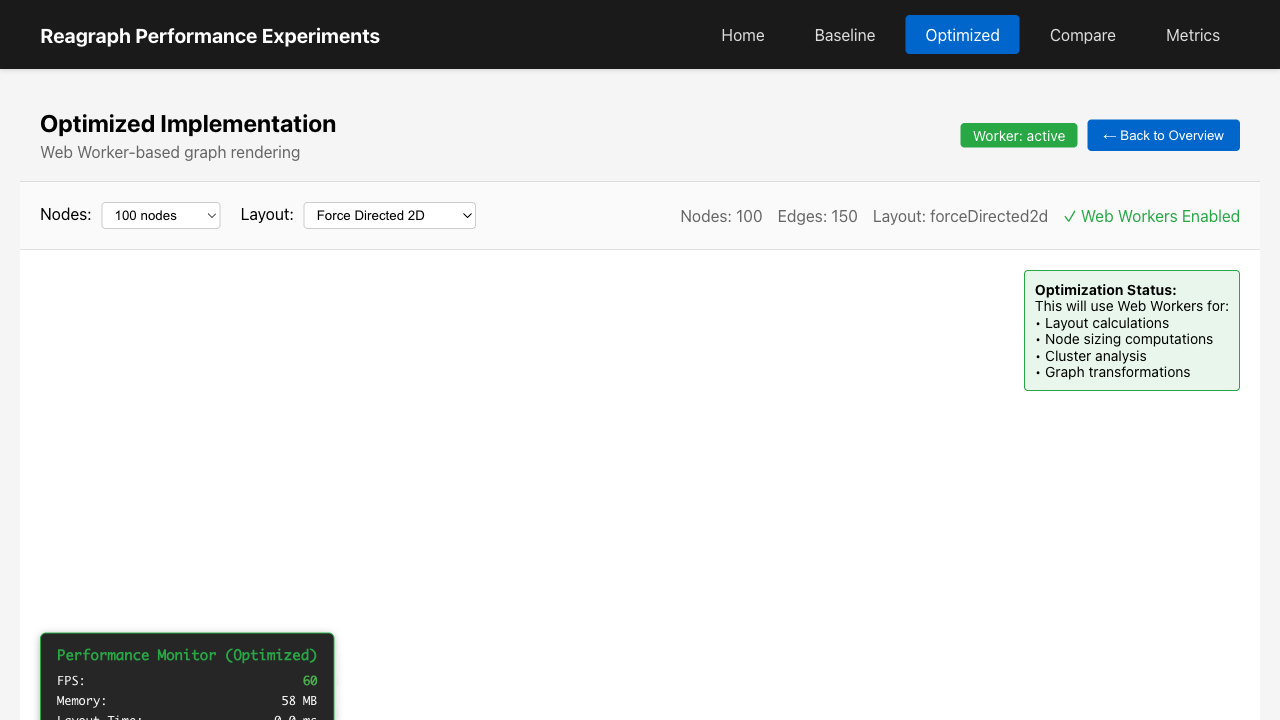 Reagraph Performance Experiments
Home
Baseline
Optimized
Compare
Metrics
Optimized Implementation
Web Worker-based graph rendering
Worker: active
← Back to Overview
Nodes: 100 nodes
Layout: Force Directed 2D
Nodes: 100
Edges: 150
Layout: forceDirected2d
✓ Web Workers Enabled
Optimization Status:
This will use Web Workers for:
• Layout calculations
• Node sizing computations
• Cluster analysis
• Graph transformations
Performance Monitor (Optimized)
FPS: 60
Memory: 58 MB
Layout Time: 0.0 ms